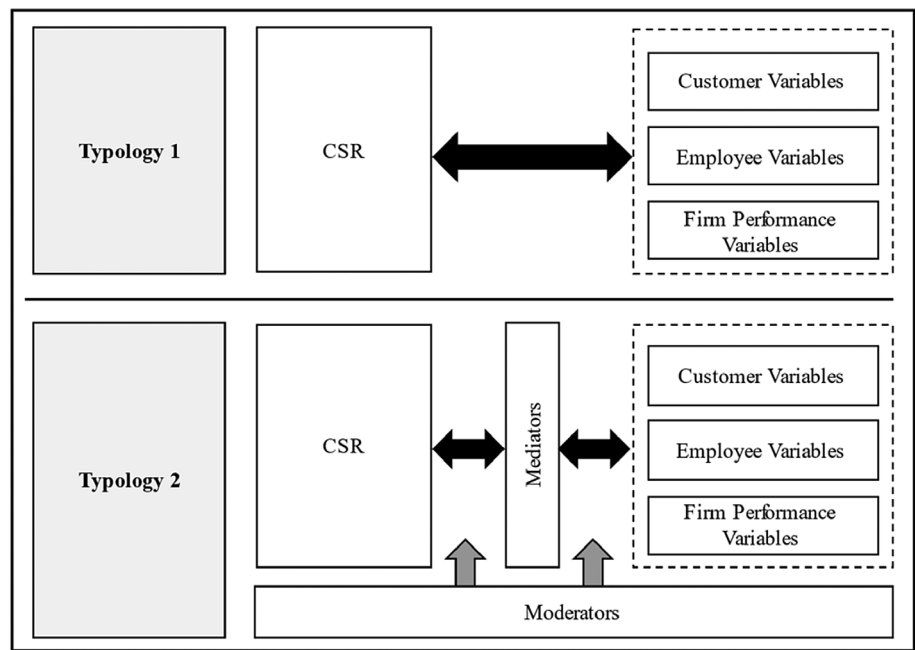 Typology 1
CSR
Customer Variables
Employee Variables
Firm Performance
Variables
Typology 2
CSR
Mediators
Customer Variables
Employee Variables
Firm Performance
Variables
Moderators